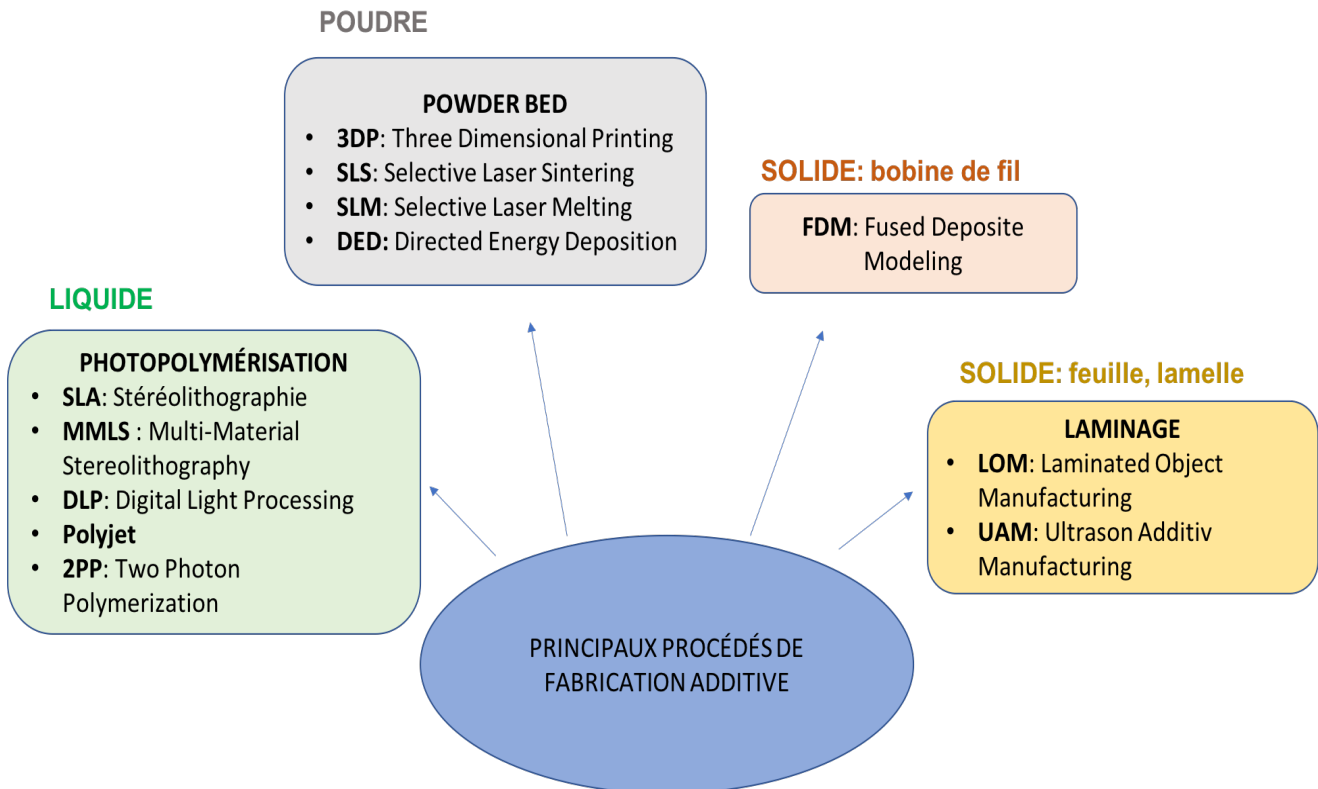 POUDRE
POWDER BED
• 3DP: Three Dimensional Printing
• SLS: Selective Laser Sintering
• SLM: Selective Laser Melting
• DED: Directed Energy Deposition
SOLIDE: bobine de fil
FDM: Fused Deposite
Modeling
LIQUIDE
PHOTOPOLYMÉRISATION
• SLA: Stéréolithographie
• MMLS : Multi-Material
Stereolithography
• DLP: Digital Light Processing
• Polyjet
• 2PP: Two Photon
Polymerization
SOLIDE: feuille, lamelle
LAMINAGE
• LOM: Laminated Object
Manufacturing
• UAM: Ultrason Additiv
Manufacturing
PRINCIPAUX PROCÉDÉS DE
FABRICATION ADDITIVE